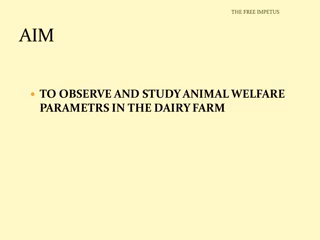 THE FREE IMPETUS
AIM
TO OBSERVE AND STUDY ANIMAL WELFARE
PARAMETRS IN THE DAIRY FARM